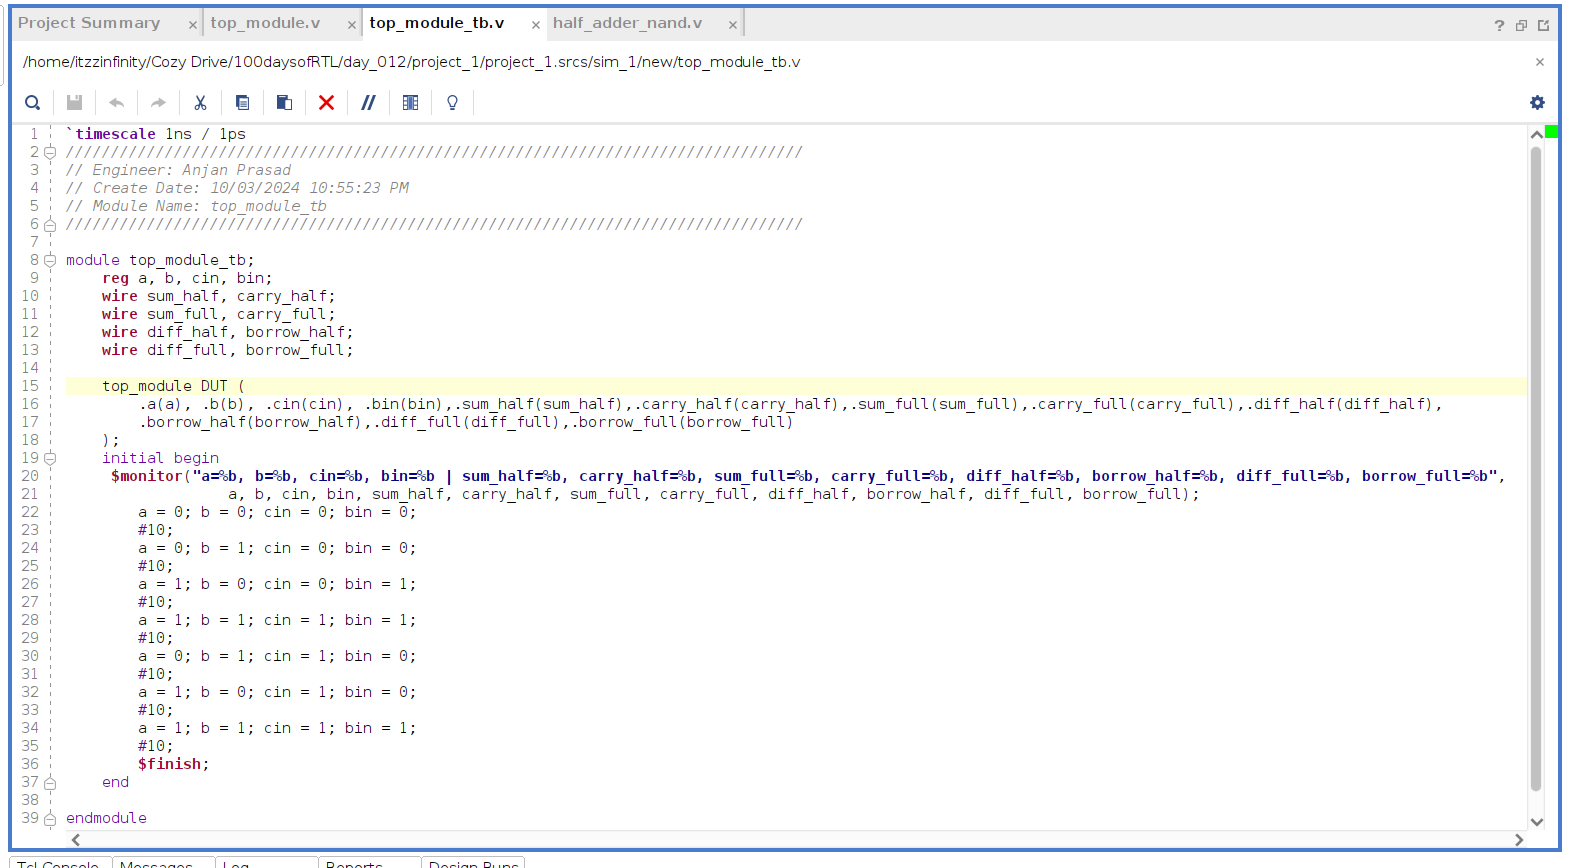 Project Summary × top_module.v × top_module_tb.v × half_adder_nand.v ×
/home/itzzinfinity/Cozy Drive/100daysofRTL/day_012/project_1/project_1.srcs/sim_1/new/top_module_tb.v
1 `timescale 1ns / 1ps
2 //////////////////////////////////////////////////////////////////////////////////
3 // Engineer: Anjan Prasad
4 // Create Date: 10/03/2024 10:55:23 PM
5 // Module Name: top_module_tb
6 //////////////////////////////////////////////////////////////////////////////////
7
8 module top_module_tb;
9 reg a, b, cin, bin;
10 wire sum_half, carry_half;
11 wire sum_full, carry_full;
12 wire diff_half, borrow_half;
13 wire diff_full, borrow_full;
14
15 top_module DUT (
16 .a(a), .b(b), .cin(cin), .bin(bin),.sum_half(sum_half),.carry_half(carry_half),.sum_full(sum_full),.carry_full(carry_full),.diff_half(diff_half),
17 .borrow_half(borrow_half),.diff_full(diff_full),.borrow_full(borrow_full)
18 );
19 initial begin
20 $monitor("a=%b, b=%b, cin=%b, bin=%b | sum_half=%b, carry_half=%b, sum_full=%b, carry_full=%b, diff_half=%b, borrow_half=%b, diff_full=%b, borrow_full=%b",
21 a, b, cin, bin, sum_half, carry_half, sum_full, carry_full, diff_half, borrow_half, diff_full, borrow_full);
22 a = 0; b = 0; cin = 0; bin = 0;
23 #10;
24 a = 0; b = 1; cin = 0; bin = 0;
25 #10;
26 a = 1; b = 0; cin = 0; bin = 1;
27 #10;
28 a = 1; b = 1; cin = 1; bin = 1;
29 #10;
30 a = 0; b = 1; cin = 1; bin = 0;
31 #10;
32 a = 1; b = 0; cin = 1; bin = 0;
33 #10;
34 a = 1; b = 1; cin = 1; bin = 1;
35 #10;
36 $finish;
37 end
38
39 endmodule
Tcl Console Messages Log Reports Design Runs